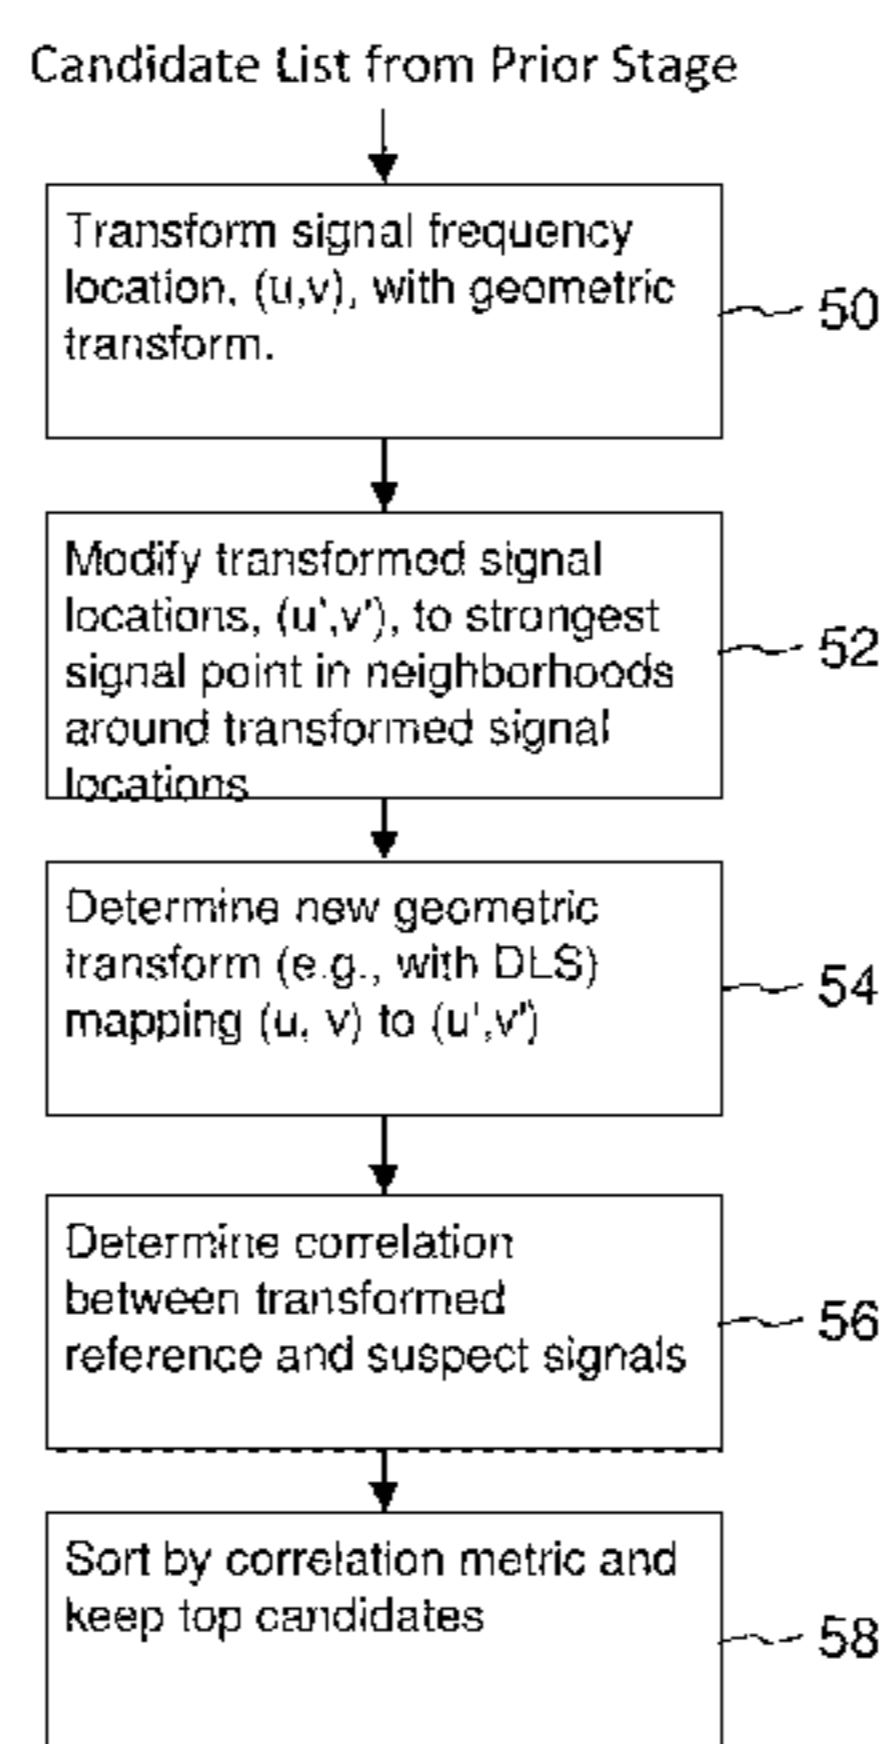 Candidate List from Prior Stage
Transform signal frequency
location, (u,v), with geometric
transform.
50
Modify transformed signal
locations, (u',v'), to strongest
signal point in neighborhoods
around transformed signal
locations
52
Determine new geometric
transform (e.g., with DLS)
mapping (u, v) to (u',v')
54
Determine correlation
between transformed
reference and suspect signals
56
Sort by correlation metric and
keep top candidates
58